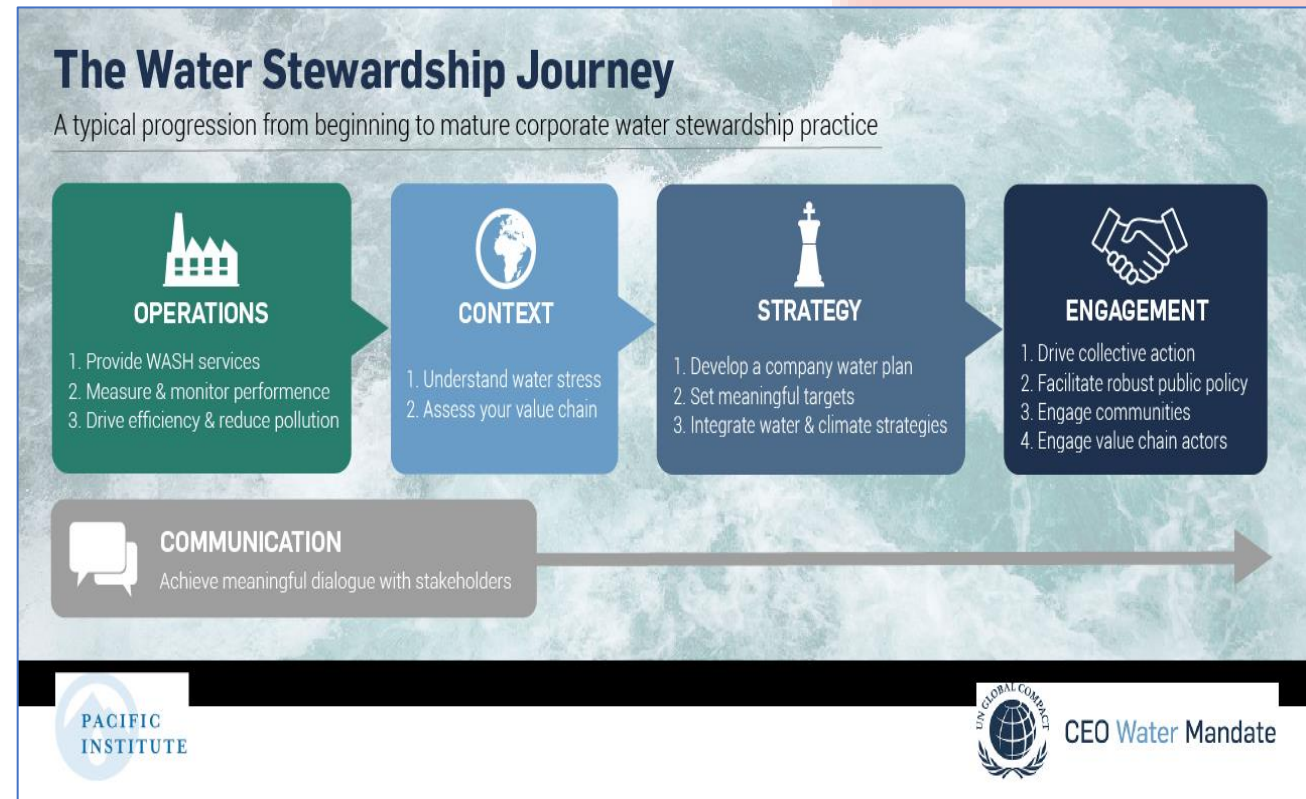 The Water Stewardship Journey
A typical progression from beginning to mature corporate water stewardship practice
OPERATIONS
1. Provide WASH services
2. Measure & monitor performence
3. Drive efficiency & reduce pollution
CONTEXT
1. Understand water stress
2. Assess your value chain
STRATEGY
1. Develop a company water plan
2. Set meaningful targets
3. Integrate water & climate strategies
ENGAGEMENT
1. Drive collective action
2. Facilitate robust public policy
3. Engage communities
4. Engage value chain actors
COMMUNICATION
Achieve meaningful dialogue with stakeholders
PACIFIC
INSTITUTE
UN GLOBAL COMPACT
CEO Water Mandate